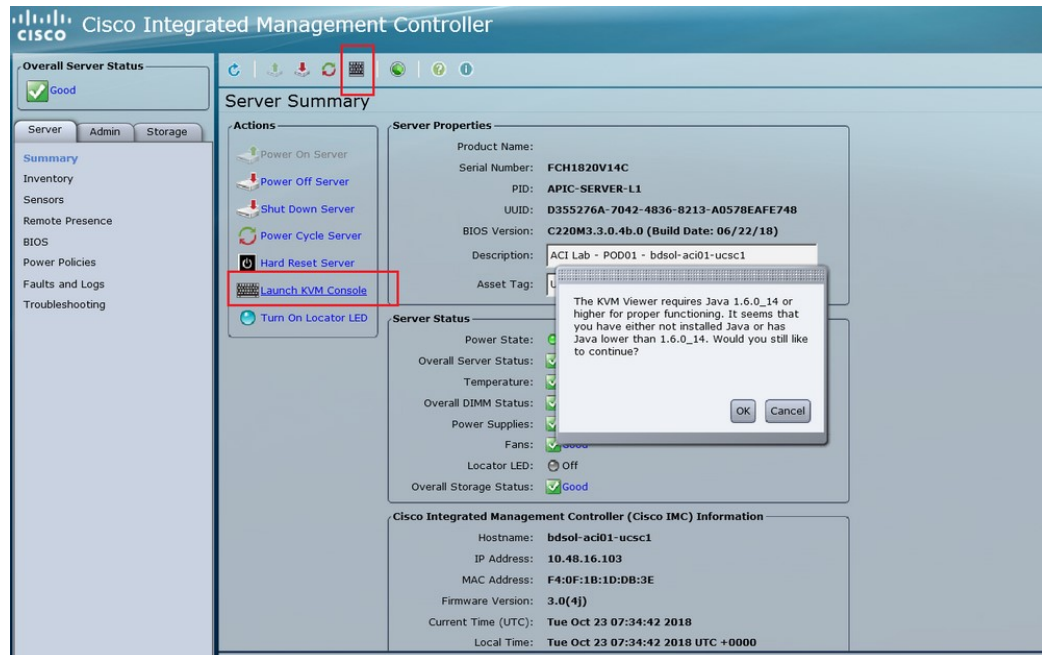 cisco
Cisco Integrated Management Controller
Overall Server Status
Good
Server Admin Storage
Summary
Inventory
Sensors
Remote Presence
BIOS
Power Policies
Faults and Logs
Troubleshooting
Server Summary
Actions
Power On Server
Power Off Server
Shut Down Server
Power Cycle Server
Hard Reset Server
Launch KVM Console
Turn On Locator LED
Server Properties
Product Name:
Serial Number: FCH1820V14C
PID: APIC-SERVER-L1
UUID: D355276A-7042-4836-8213-A0578EAFE748
BIOS Version: C220M3.3.0.4b.0 (Build Date: 06/22/18)
Description: ACI Lab - POD01 - bdsol-aci01-ucsc1
Asset Tag:
Server Status
Power State:
Overall Server Status:
Temperature:
Overall DIMM Status:
Power Supplies:
Fans:
Locator LED: Off
Overall Storage Status: Good
The KVM Viewer requires Java 1.6.0_14 or
higher for proper functioning. It seems that
you have either not installed Java or has
Java lower than 1.6.0_14. Would you still like
to continue?
OK Cancel
Cisco Integrated Management Controller (Cisco IMC) Information
Hostname: bdsol-aci01-ucsc1
IP Address: 10.48.16.103
MAC Address: F4:0F:1B:1D:DB:3E
Firmware Version: 3.0(4j)
Current Time (UTC): Tue Oct 23 07:34:42 2018
Local Time: Tue Oct 23 07:34:42 2018 UTC +0000